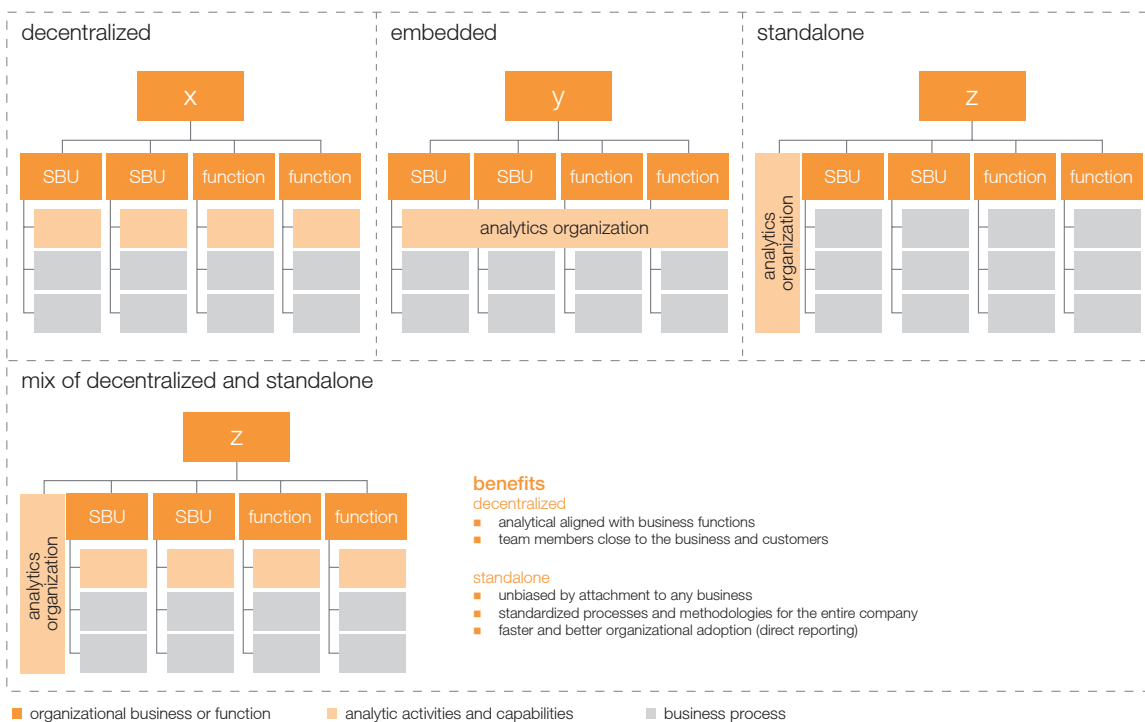 decentralized
x
SBU
SBU
function
function
embedded
y
SBU
SBU
function
function
analytics organization
standalone
z
analytics
organization
SBU
SBU
function
function
mix of decentralized and standalone
z
analytics
organization
SBU
SBU
function
function
benefits
decentralized
analytical aligned with business functions
team members close to the business and customers
standalone
unbiased by attachment to any business
standardized processes and methodologies for the entire company
faster and better organizational adoption (direct reporting)
organizational business or function
analytic activities and capabilities
business process